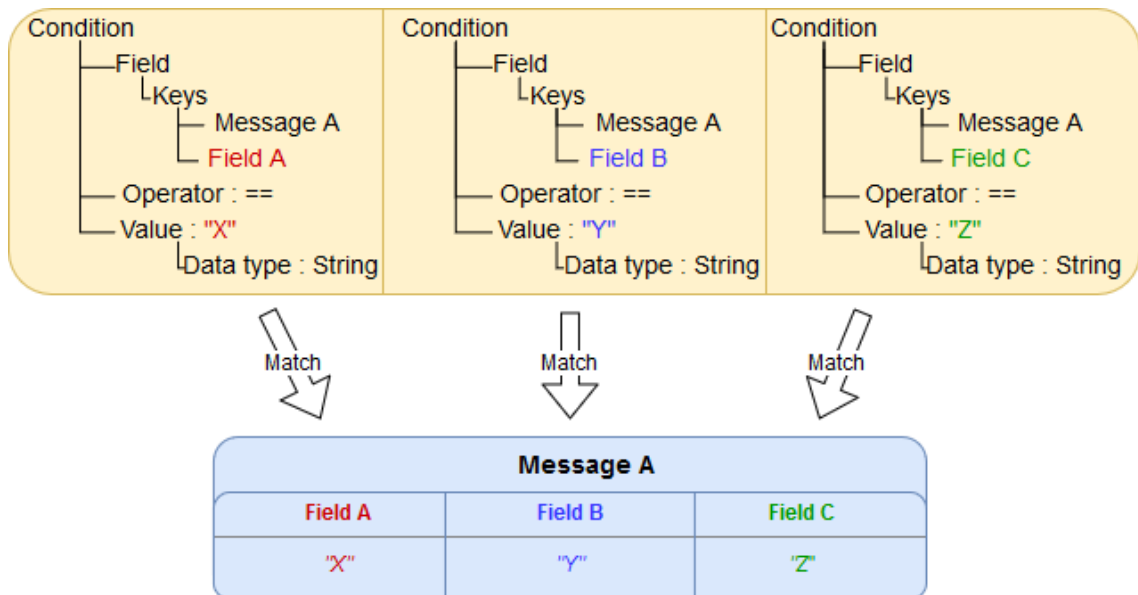 Condition
Field
Keys
Message A
Field A
Operator : ==
Value : "X"
Data type : String
Condition
Field
Keys
Message A
Field B
Operator : ==
Value : "Y"
Data type : String
Condition
Field
Keys
Message A
Field C
Operator : ==
Value : "Z"
Data type : String
Match
Match
Match
Message A
Field A
Field B
Field C
"X"
"Y"
"Z"